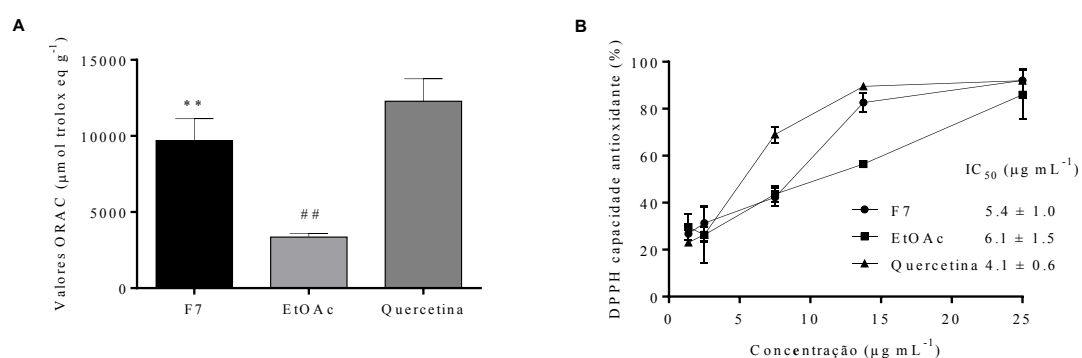 A
Valores ORAC (μmol trolox eq g⁻¹)
15000
10000
5000
0
**
##
F7
EtOAc
Quercetina
B
DPPH capacidade antioxidante (%)
100
80
60
40
20
0
0
5
10
15
20
25
Concentração (μg mL⁻¹)
IC₅₀ (μg mL⁻¹)
F7 5.4 ± 1.0
EtOAc 6.1 ± 1.5
Quercetina 4.1 ± 0.6